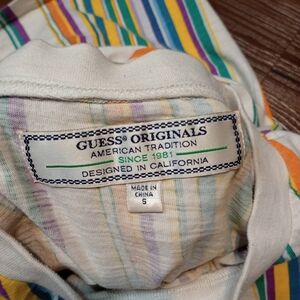 GUESS® ORIGINALS
AMERICAN TRADITION
SINCE 1981
DESIGNED IN CALIFORNIA
MADE IN
CHINA
S